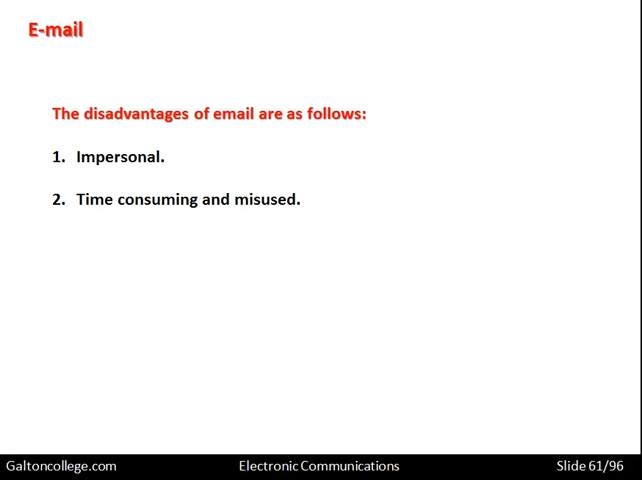 E-mail
The disadvantages of email are as follows:
1. Impersonal.
2. Time consuming and misused.
Galtoncollege.com Electronic Communications Slide 61/96